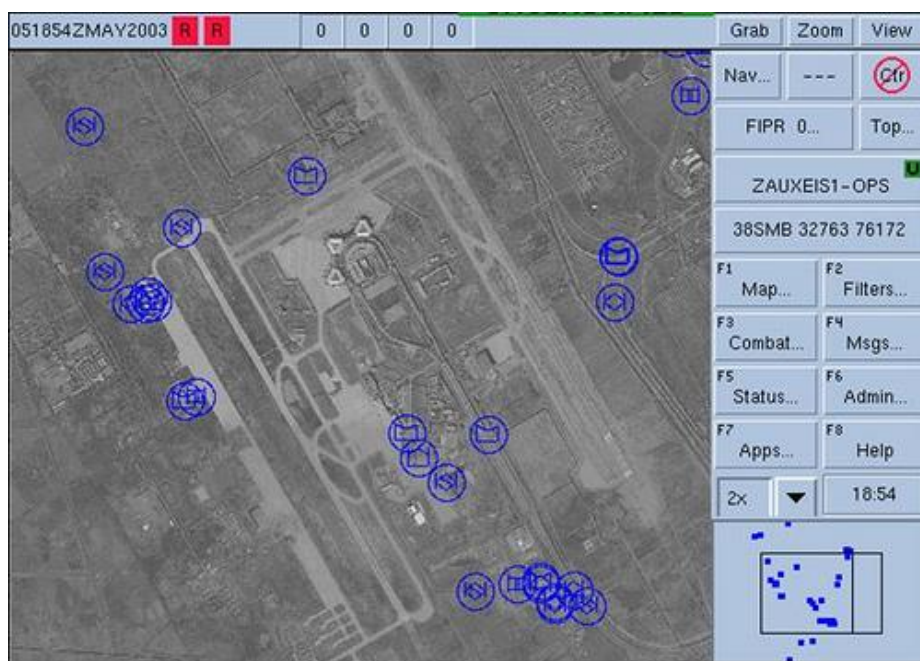 051854ZMAY2003 R R 0 0 0 0 Grab Zoom View
Nav... --- Ctr
FIPR 0... Top...
U
ZAUXEIS1-OPS
38SMB 32763 76172
F1 Map... F2 Filters...
F3 Combat... F4 Msgs...
F5 Status... F6 Admin...
F7 Apps... F8 Help
2x 18:54